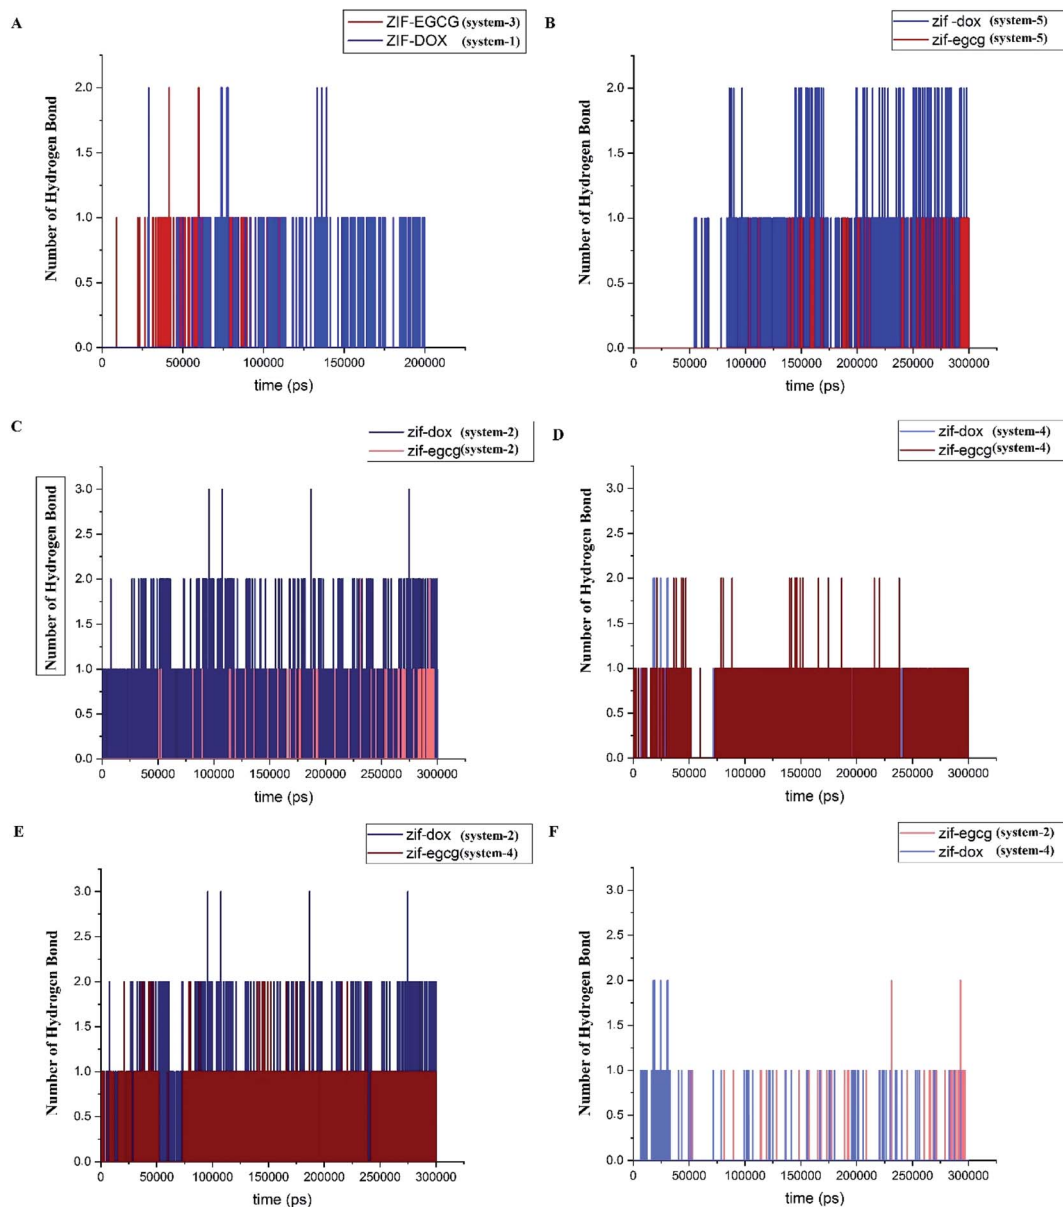 A
ZIF-EGCG (system-3)
ZIF-DOX (system-1)
Number of Hydrogen Bond
2.0
1.5
1.0
0.5
0.0
0 50000 100000 150000 200000
time (ps)
B
zif -dox (system-5)
zif-egcg (system-5)
Number of Hydrogen Bond
2.0
1.5
1.0
0.5
0.0
0 50000 100000 150000 200000 250000 300000
time (ps)
C
zif-dox (system-2)
zif-egcg (system-2)
Number of Hydrogen Bond
3.0
2.5
2.0
1.5
1.0
0.5
0.0
0 50000 100000 150000 200000 250000 300000
time (ps)
D
zif-dox (system-4)
zif-egcg (system-4)
Number of Hydrogen Bond
3.0
2.5
2.0
1.5
1.0
0.5
0.0
0 50000 100000 150000 200000 250000 300000
time (ps)
E
zif-dox (system-2)
zif-egcg (system-4)
Number of Hydrogen Bond
3.0
2.5
2.0
1.5
1.0
0.5
0.0
0 50000 100000 150000 200000 250000 300000
time (ps)
F
zif-egcg (system-2)
zif-dox (system-4)
Number of Hydrogen Bond
3.0
2.5
2.0
1.5
1.0
0.5
0.0
0 50000 100000 150000 200000 250000 300000
time (ps)